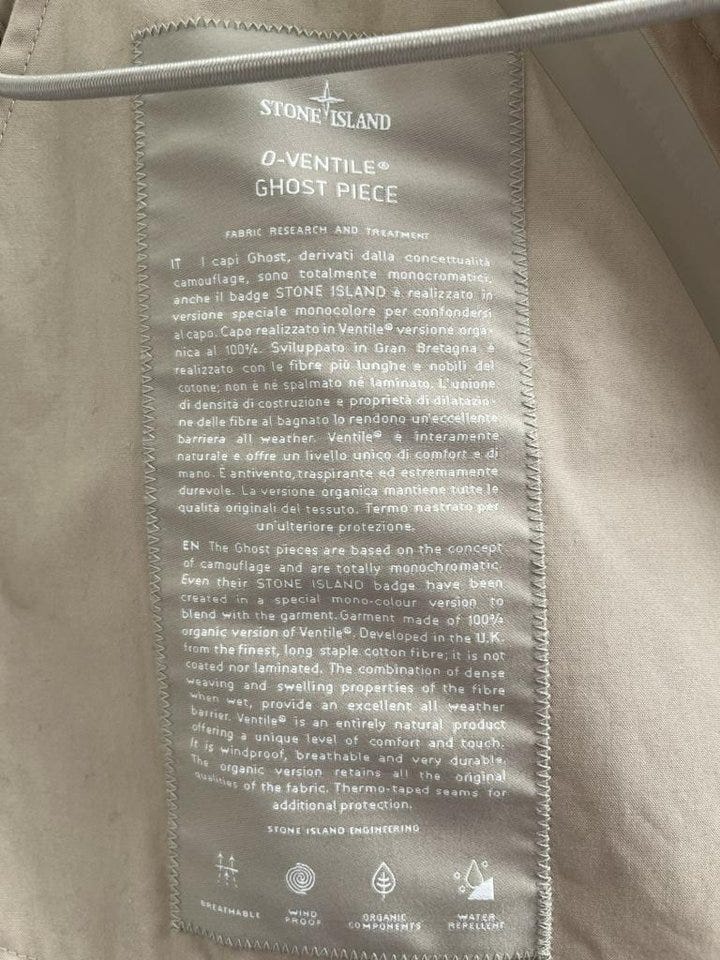 STONE ISLAND
O-VENTILE®
GHOST PIECE
FABRIC RESEARCH AND TREATMENT
IT I capi Ghost, derivati dalla concettualità
camouflage, sono totalmente monocromatici,
anche il badge STONE ISLAND è realizzato in
versione speciale monocolore per confondersi
al capo. Capo realizzato in Ventile® versione orga-
nica al 100%. Sviluppato in Gran Bretagna è
realizzato con le fibre più lunghe e nobili del
cotone; non è né spalmato né laminato. L'unione
di densità di costruzione e proprietà di dilatazio-
ne delle fibre al bagnato lo rendono un'eccellente
barriera all weather. Ventile® è interamente
naturale e offre un livello unico di comfort e di
mano. È antivento, traspirante ed estremamente
durevole. La versione organica mantiene tutte le
qualità originali del tessuto. Termo nastrato per
un'ulteriore protezione.
EN The Ghost pieces are based on the concept
of camouflage and are totally monochromatic.
Even their STONE ISLAND badge have been
created in a special mono-colour version to
blend with the garment. Garment made of 100%
organic version of Ventile®. Developed in the U.K.
from the finest, long staple cotton fibre; it is not
coated nor laminated. The combination of dense
weaving and swelling properties of the fibre
when wet, provide an excellent all weather
barrier. Ventile® is an entirely natural product
offering a unique level of comfort and touch.
It is windproof, breathable and very durable.
The organic version retains all the original
qualities of the fabric. Thermo-taped seams for
additional protection.
STONE ISLAND ENGINEERING
BREATHABLE
WIND
PROOF
ORGANIC
COMPONENTS
WATER
REPELLENT